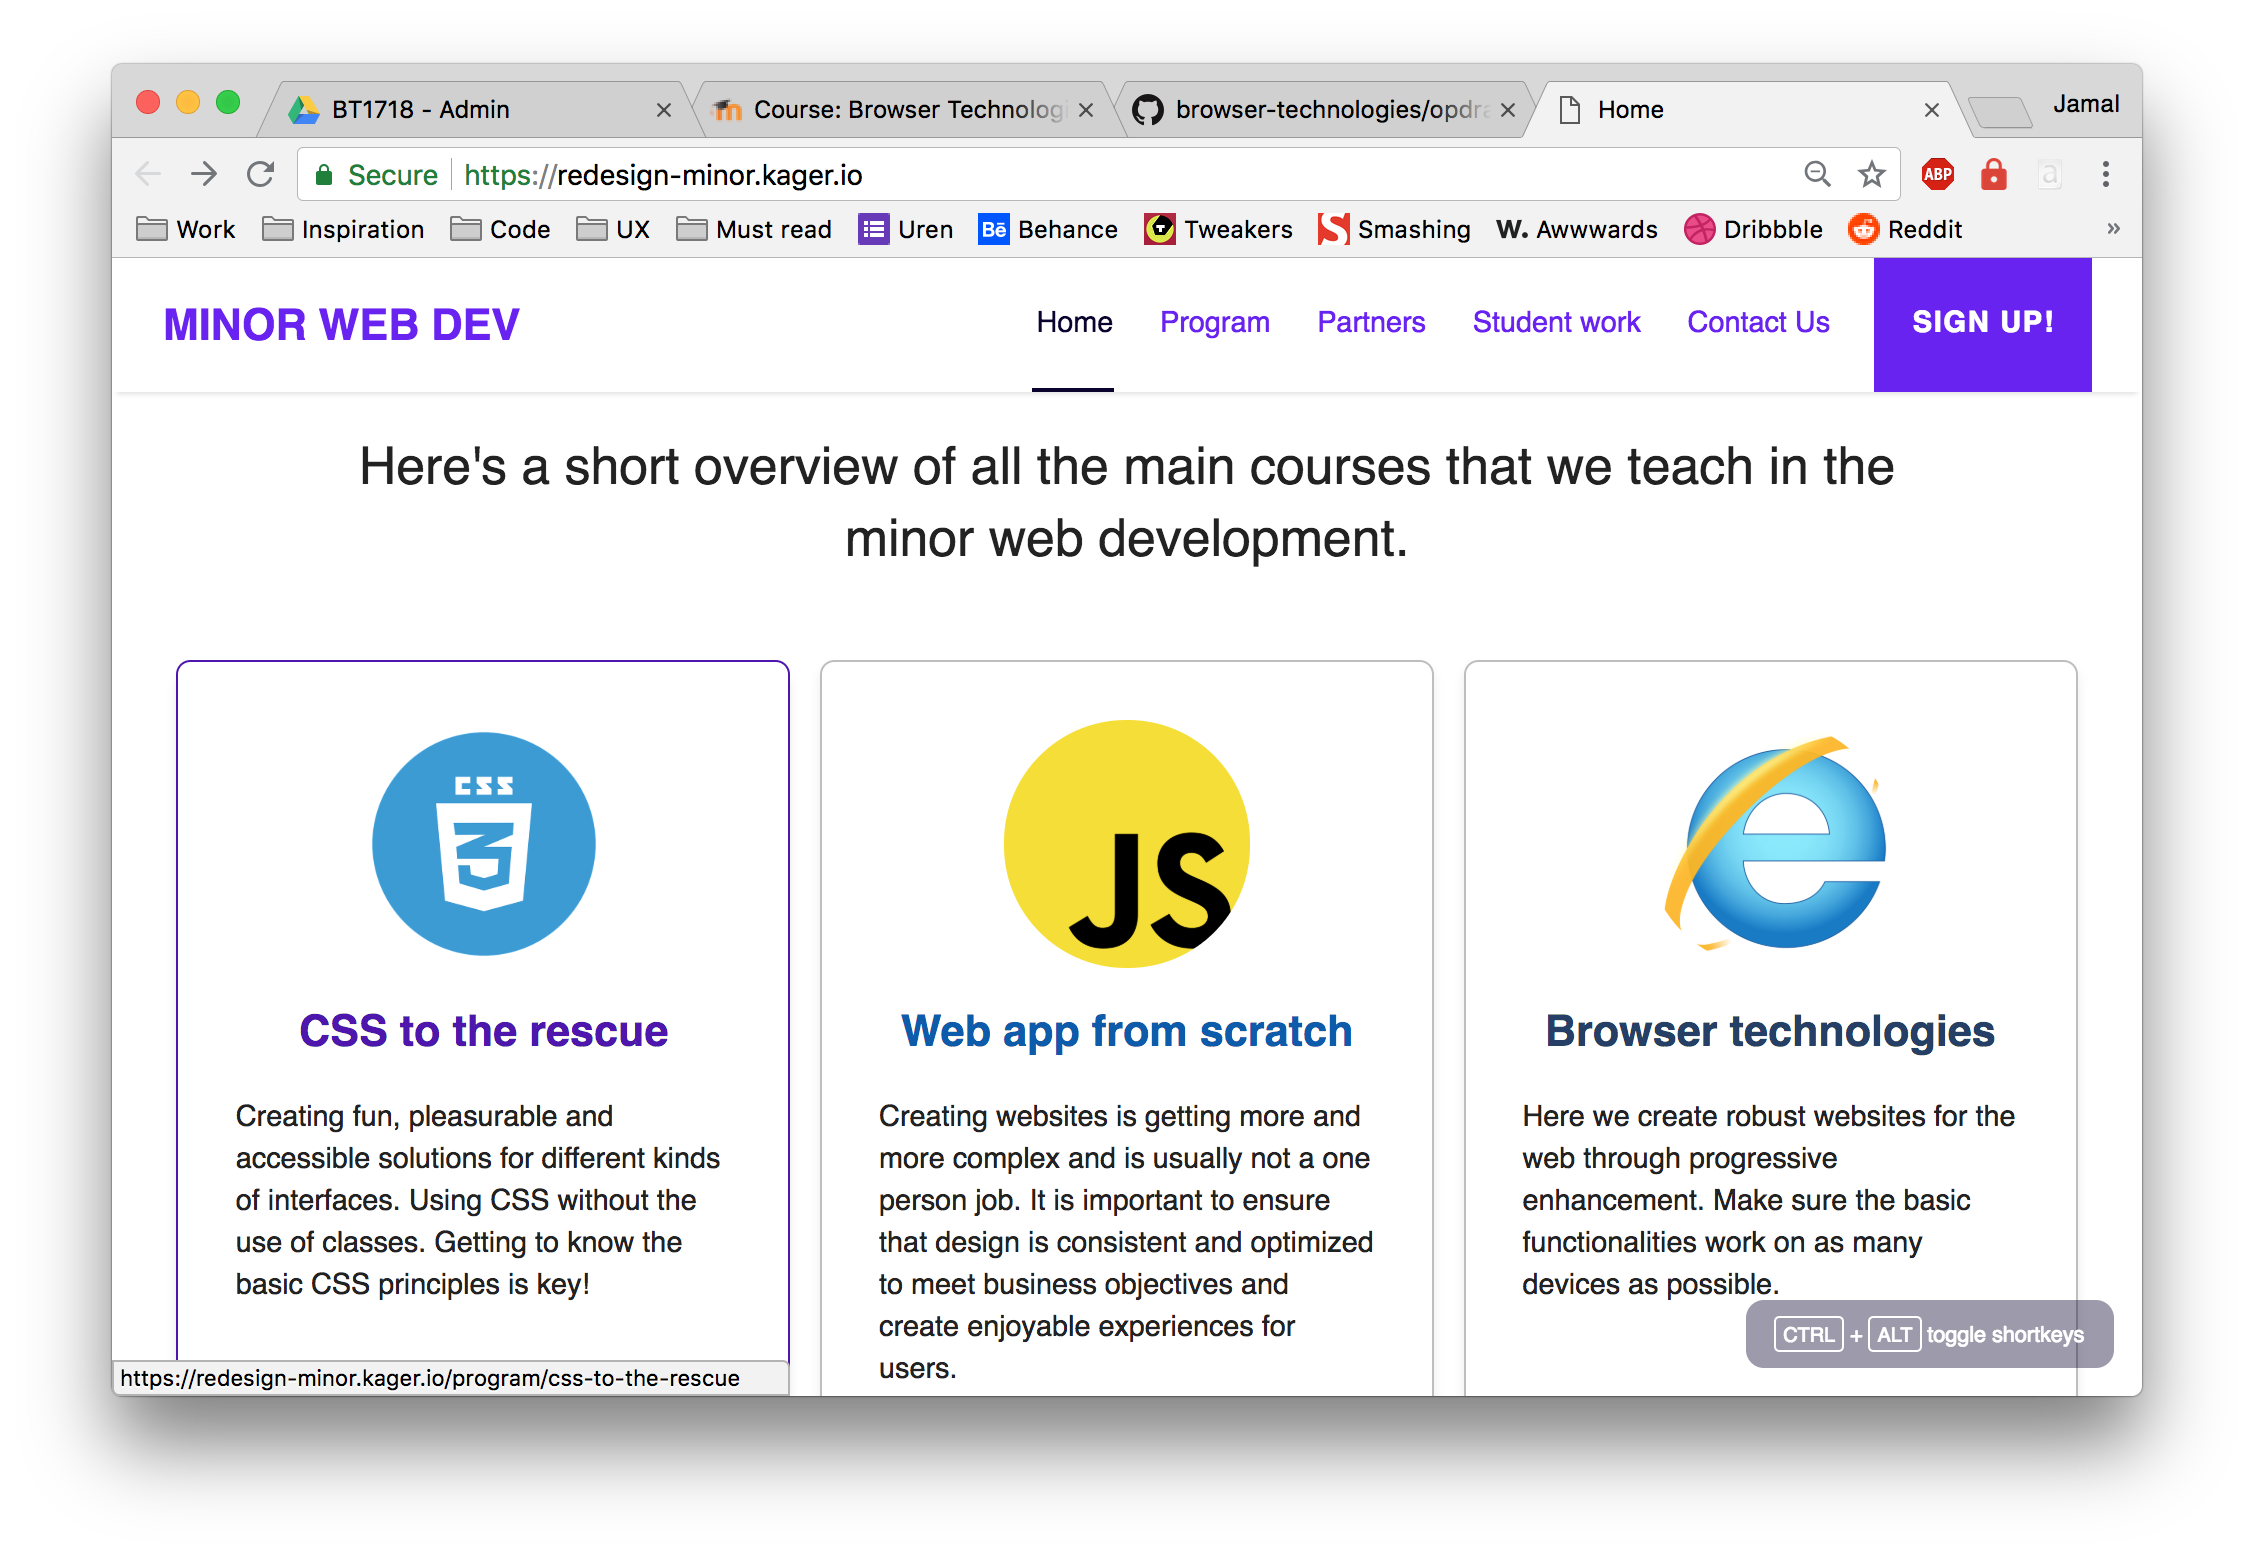 BT1718 - Admin
Course: Browser Technologi
browser-technologies/opdra
Home
Jamal
Secure
https://redesign-minor.kager.io
ABP
a
Work
Inspiration
Code
UX
Must read
Uren
Bē Behance
Tweakers
S Smashing
W. Awwwards
Dribbble
Reddit
»
MINOR WEB DEV
Home
Program
Partners
Student work
Contact Us
SIGN UP!
Here's a short overview of all the main courses that we teach in the
minor web development.
CSS
3
CSS to the rescue
Creating fun, pleasurable and
accessible solutions for different kinds
of interfaces. Using CSS without the
use of classes. Getting to know the
basic CSS principles is key!
JS
Web app from scratch
Creating websites is getting more and
more complex and is usually not a one
person job. It is important to ensure
that design is consistent and optimized
to meet business objectives and
create enjoyable experiences for
users.
e
Browser technologies
Here we create robust websites for the
web through progressive
enhancement. Make sure the basic
functionalities work on as many
devices as possible.
CTRL + ALT toggle shortkeys
https://redesign-minor.kager.io/program/css-to-the-rescue